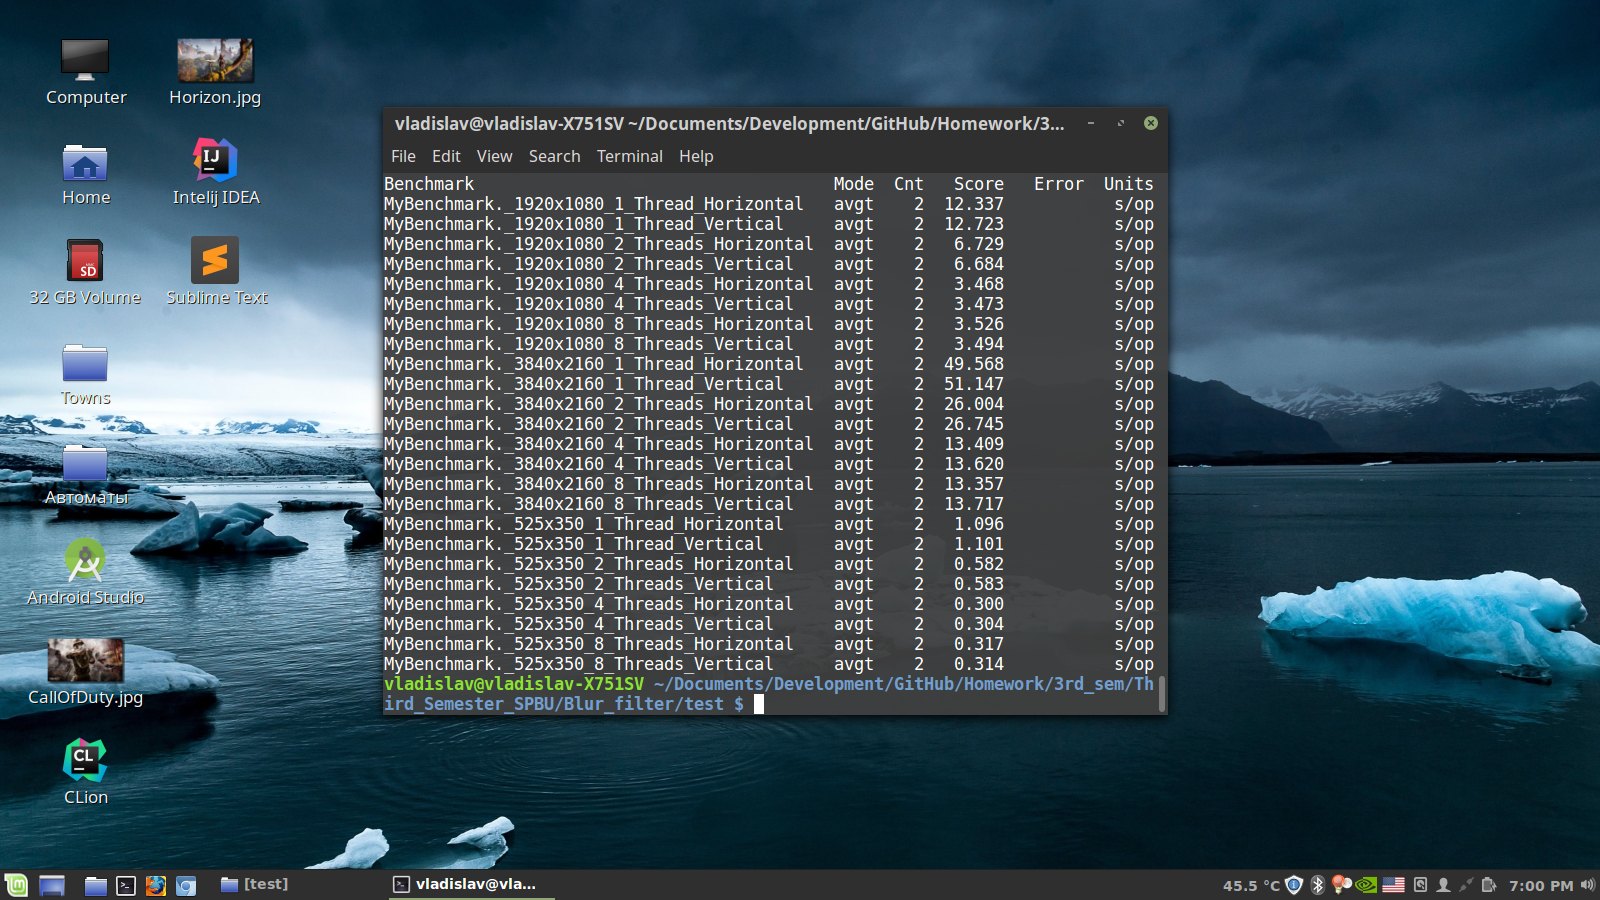 Computer
Horizon.jpg
Home
IJ
Intelij IDEA
SD
32 GB Volume
Sublime Text
Towns
Автоматы
Android Studio
CallOfDuty.jpg
CL
CLion
vladislav@vladislav-X751SV ~/Documents/Development/GitHub/Homework/3...
File Edit View Search Terminal Help
Benchmark Mode Cnt Score Error Units
MyBenchmark._1920x1080_1_Thread_Horizontal avgt 2 12.337 s/op
MyBenchmark._1920x1080_1_Thread_Vertical avgt 2 12.723 s/op
MyBenchmark._1920x1080_2_Threads_Horizontal avgt 2 6.729 s/op
MyBenchmark._1920x1080_2_Threads_Vertical avgt 2 6.684 s/op
MyBenchmark._1920x1080_4_Threads_Horizontal avgt 2 3.468 s/op
MyBenchmark._1920x1080_4_Threads_Vertical avgt 2 3.473 s/op
MyBenchmark._1920x1080_8_Threads_Horizontal avgt 2 3.526 s/op
MyBenchmark._1920x1080_8_Threads_Vertical avgt 2 3.494 s/op
MyBenchmark._3840x2160_1_Thread_Horizontal avgt 2 49.568 s/op
MyBenchmark._3840x2160_1_Thread_Vertical avgt 2 51.147 s/op
MyBenchmark._3840x2160_2_Threads_Horizontal avgt 2 26.004 s/op
MyBenchmark._3840x2160_2_Threads_Vertical avgt 2 26.745 s/op
MyBenchmark._3840x2160_4_Threads_Horizontal avgt 2 13.409 s/op
MyBenchmark._3840x2160_4_Threads_Vertical avgt 2 13.620 s/op
MyBenchmark._3840x2160_8_Threads_Horizontal avgt 2 13.357 s/op
MyBenchmark._3840x2160_8_Threads_Vertical avgt 2 13.717 s/op
MyBenchmark._525x350_1_Thread_Horizontal avgt 2 1.096 s/op
MyBenchmark._525x350_1_Thread_Vertical avgt 2 1.101 s/op
MyBenchmark._525x350_2_Threads_Horizontal avgt 2 0.582 s/op
MyBenchmark._525x350_2_Threads_Vertical avgt 2 0.583 s/op
MyBenchmark._525x350_4_Threads_Horizontal avgt 2 0.300 s/op
MyBenchmark._525x350_4_Threads_Vertical avgt 2 0.304 s/op
MyBenchmark._525x350_8_Threads_Horizontal avgt 2 0.317 s/op
MyBenchmark._525x350_8_Threads_Vertical avgt 2 0.314 s/op
vladislav@vladislav-X751SV ~/Documents/Development/GitHub/Homework/3rd_sem/Th
ird_Semester_SPBU/Blur_filter/test $
[test]
vladislav@vla...
45.5 °C
7:00 PM